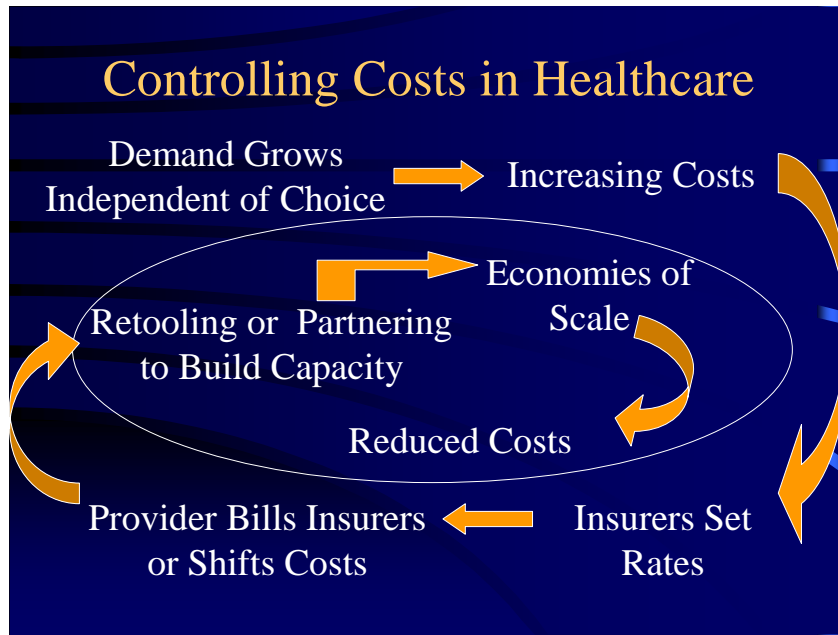 Controlling Costs in Healthcare
Demand Grows
Independent of Choice
Increasing Costs
Economies of
Scale
Retooling or Partnering
to Build Capacity
Reduced Costs
Provider Bills Insurers
or Shifts Costs
Insurers Set
Rates